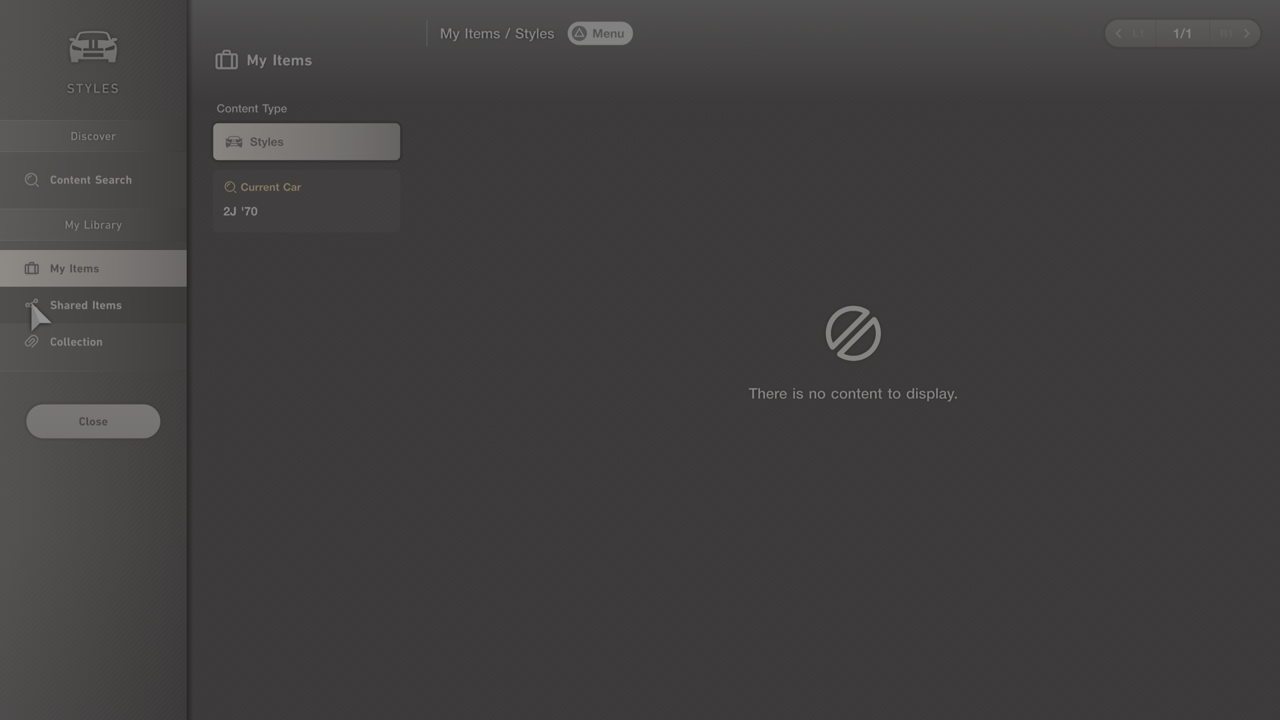 STYLES
Discover
Content Search
My Library
My Items
Shared Items
Collection
Close
My Items / Styles
Menu
1/1
My Items
Content Type
Styles
Current Car
2J '70
There is no content to display.